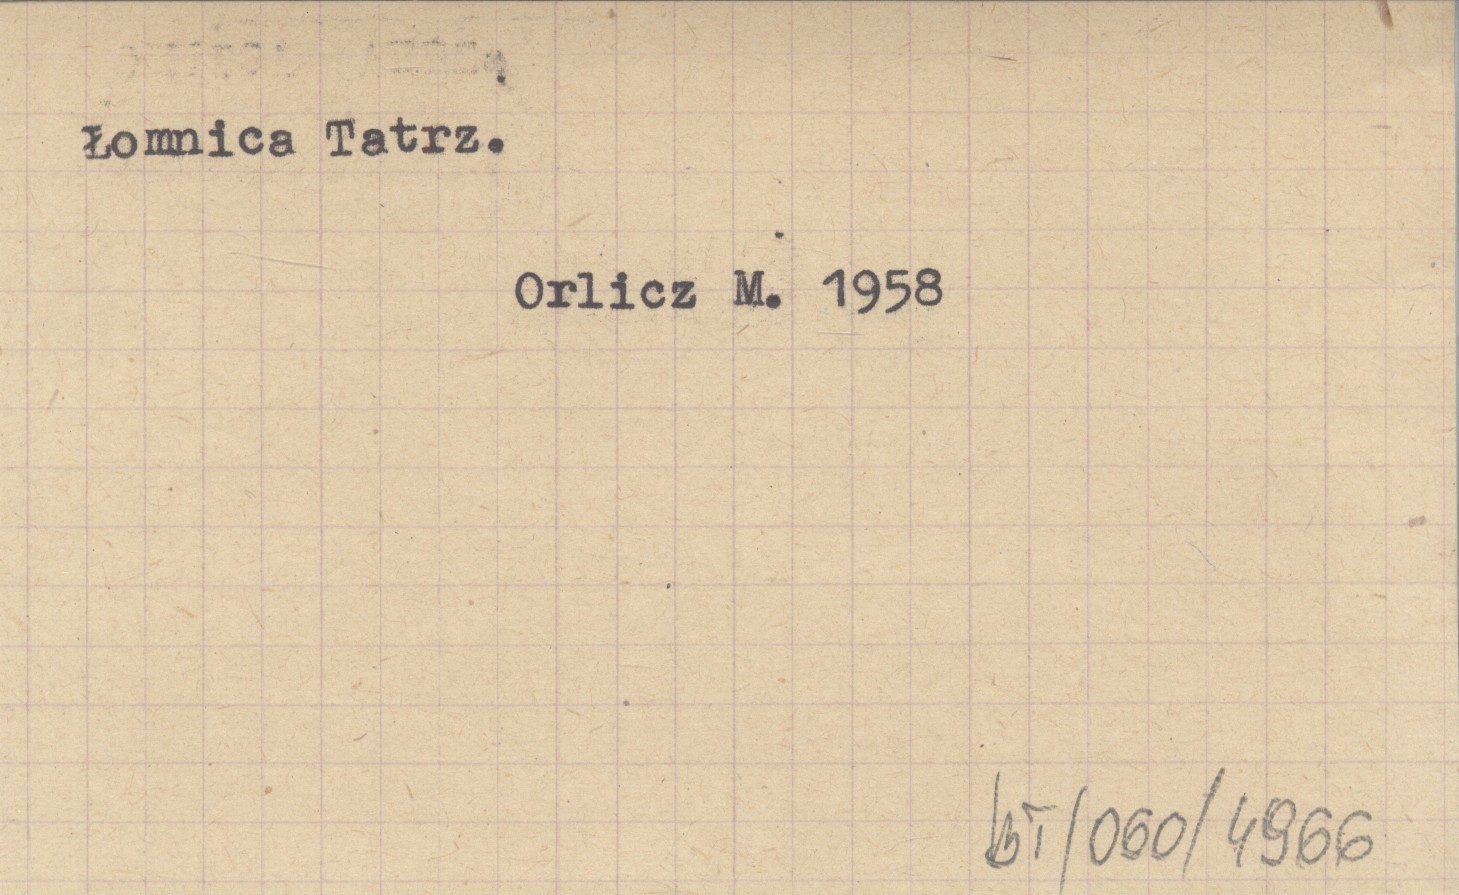 Łomnica Tatrz.
Orlicz M. 1958
BT/060/4966